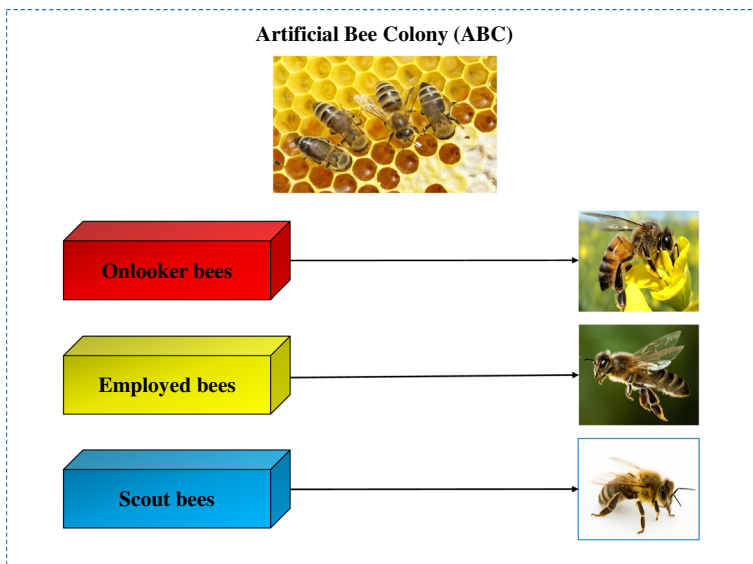 Artificial Bee Colony (ABC)
Onlooker bees
Employed bees
Scout bees